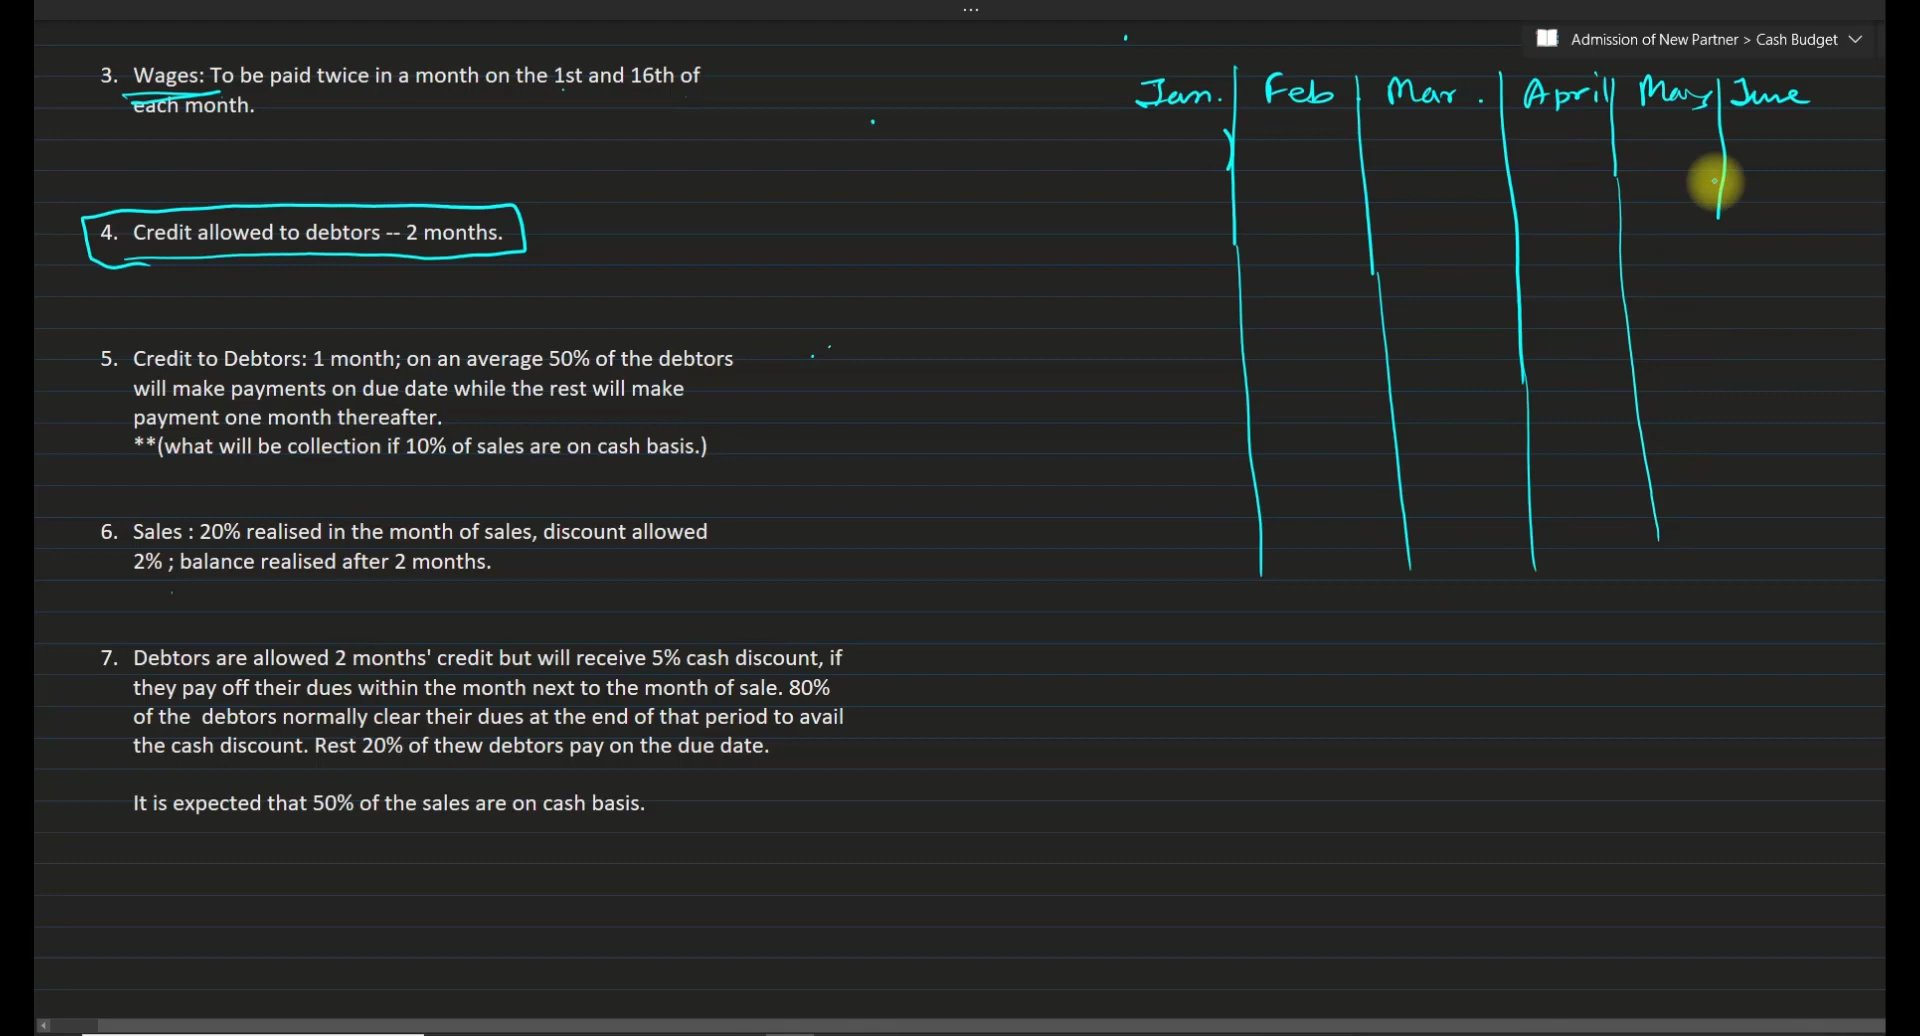 ...
Admission of New Partner > Cash Budget
3. Wages: To be paid twice in a month on the 1st and 16th of
each month.
Jan. Feb Mar. April May June
4. Credit allowed to debtors -- 2 months.
5. Credit to Debtors: 1 month; on an average 50% of the debtors
will make payments on due date while the rest will make
payment one month thereafter.
**(what will be collection if 10% of sales are on cash basis.)
6. Sales : 20% realised in the month of sales, discount allowed
2% ; balance realised after 2 months.
7. Debtors are allowed 2 months' credit but will receive 5% cash discount, if
they pay off their dues within the month next to the month of sale. 80%
of the  debtors normally clear their dues at the end of that period to avail
the cash discount. Rest 20% of thew debtors pay on the due date.
It is expected that 50% of the sales are on cash basis.